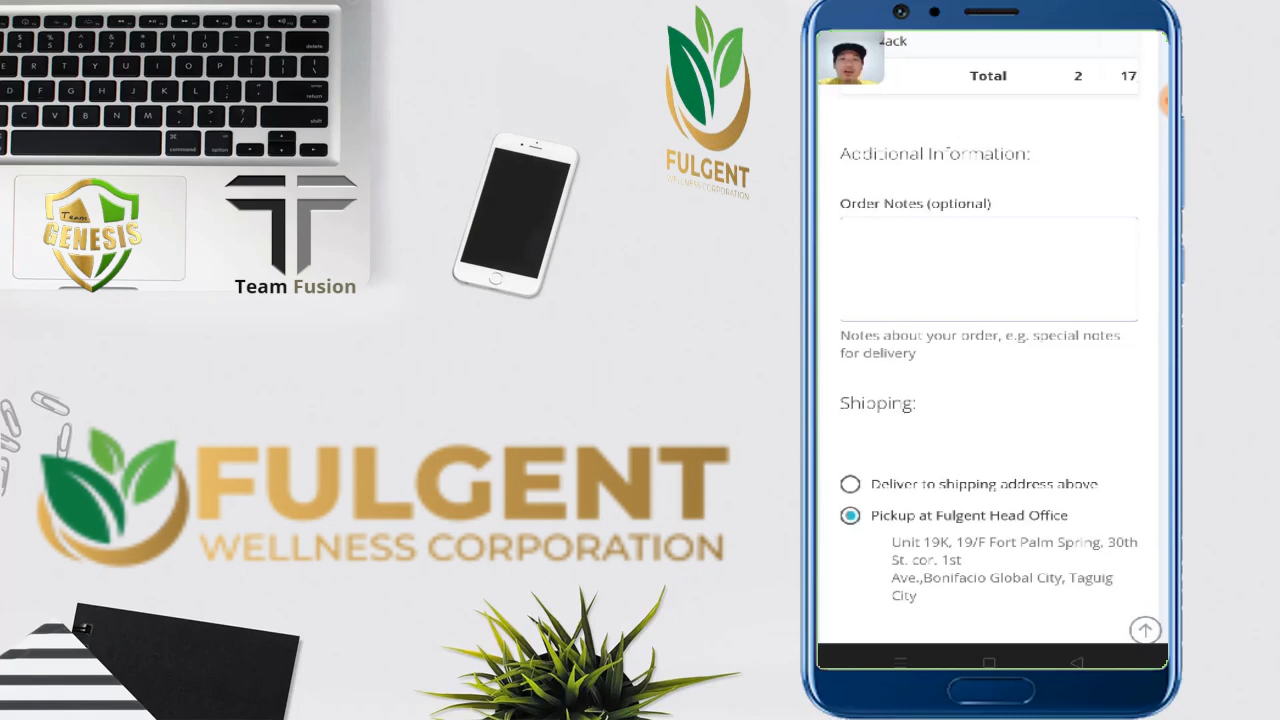 FULGENT
WELLNESS CORPORATION
Team
GENESIS
Team Fusion
FULGENT
WELLNESS CORPORATION
Total 2 17
Additional Information:
Order Notes (optional)
Notes about your order, e.g. special notes
for delivery
Shipping:
Deliver to shipping address above
Pickup at Fulgent Head Office
Unit 19K, 19/F Fort Palm Spring, 30th
St. cor. 1st
Ave.,Bonifacio Global City, Taguig
City